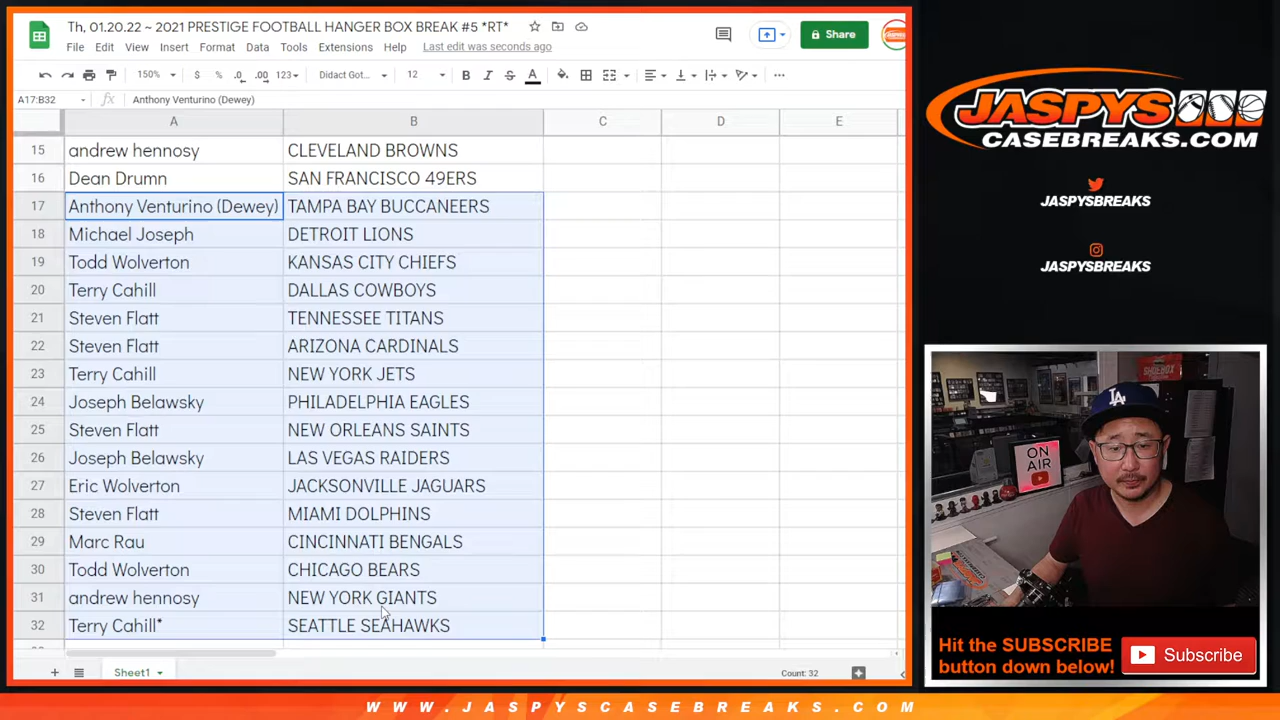 Th, 01.20.22 ~ 2021 PRESTIGE FOOTBALL HANGER BOX BREAK #5 *RT*
File Edit View Insert Format Data Tools Extensions Help Last edit was seconds ago
Share
150% $ % .0 .00 123 Didact Got... 12 B I S A
A17:B32 fx Anthony Venturino (Dewey)
A B C D E
15 andrew hennosy CLEVELAND BROWNS
16 Dean Drumn SAN FRANCISCO 49ERS
17 Anthony Venturino (Dewey) TAMPA BAY BUCCANEERS
18 Michael Joseph DETROIT LIONS
19 Todd Wolverton KANSAS CITY CHIEFS
20 Terry Cahill DALLAS COWBOYS
21 Steven Flatt TENNESSEE TITANS
22 Steven Flatt ARIZONA CARDINALS
23 Terry Cahill NEW YORK JETS
24 Joseph Belawsky PHILADELPHIA EAGLES
25 Steven Flatt NEW ORLEANS SAINTS
26 Joseph Belawsky LAS VEGAS RAIDERS
27 Eric Wolverton JACKSONVILLE JAGUARS
28 Steven Flatt MIAMI DOLPHINS
29 Marc Rau CINCINNATI BENGALS
30 Todd Wolverton CHICAGO BEARS
31 andrew hennosy NEW YORK GIANTS
32 Terry Cahill* SEATTLE SEAHAWKS
Sheet1 Count: 32
JASPYS
CASEBREAKS.COM
JASPYSBREAKS
JASPYSBREAKS
SHOEBOX
LA
ON
AIR
Hit the SUBSCRIBE
button down below!
Subscribe
WWW.JASPYSCASEBREAKS.COM